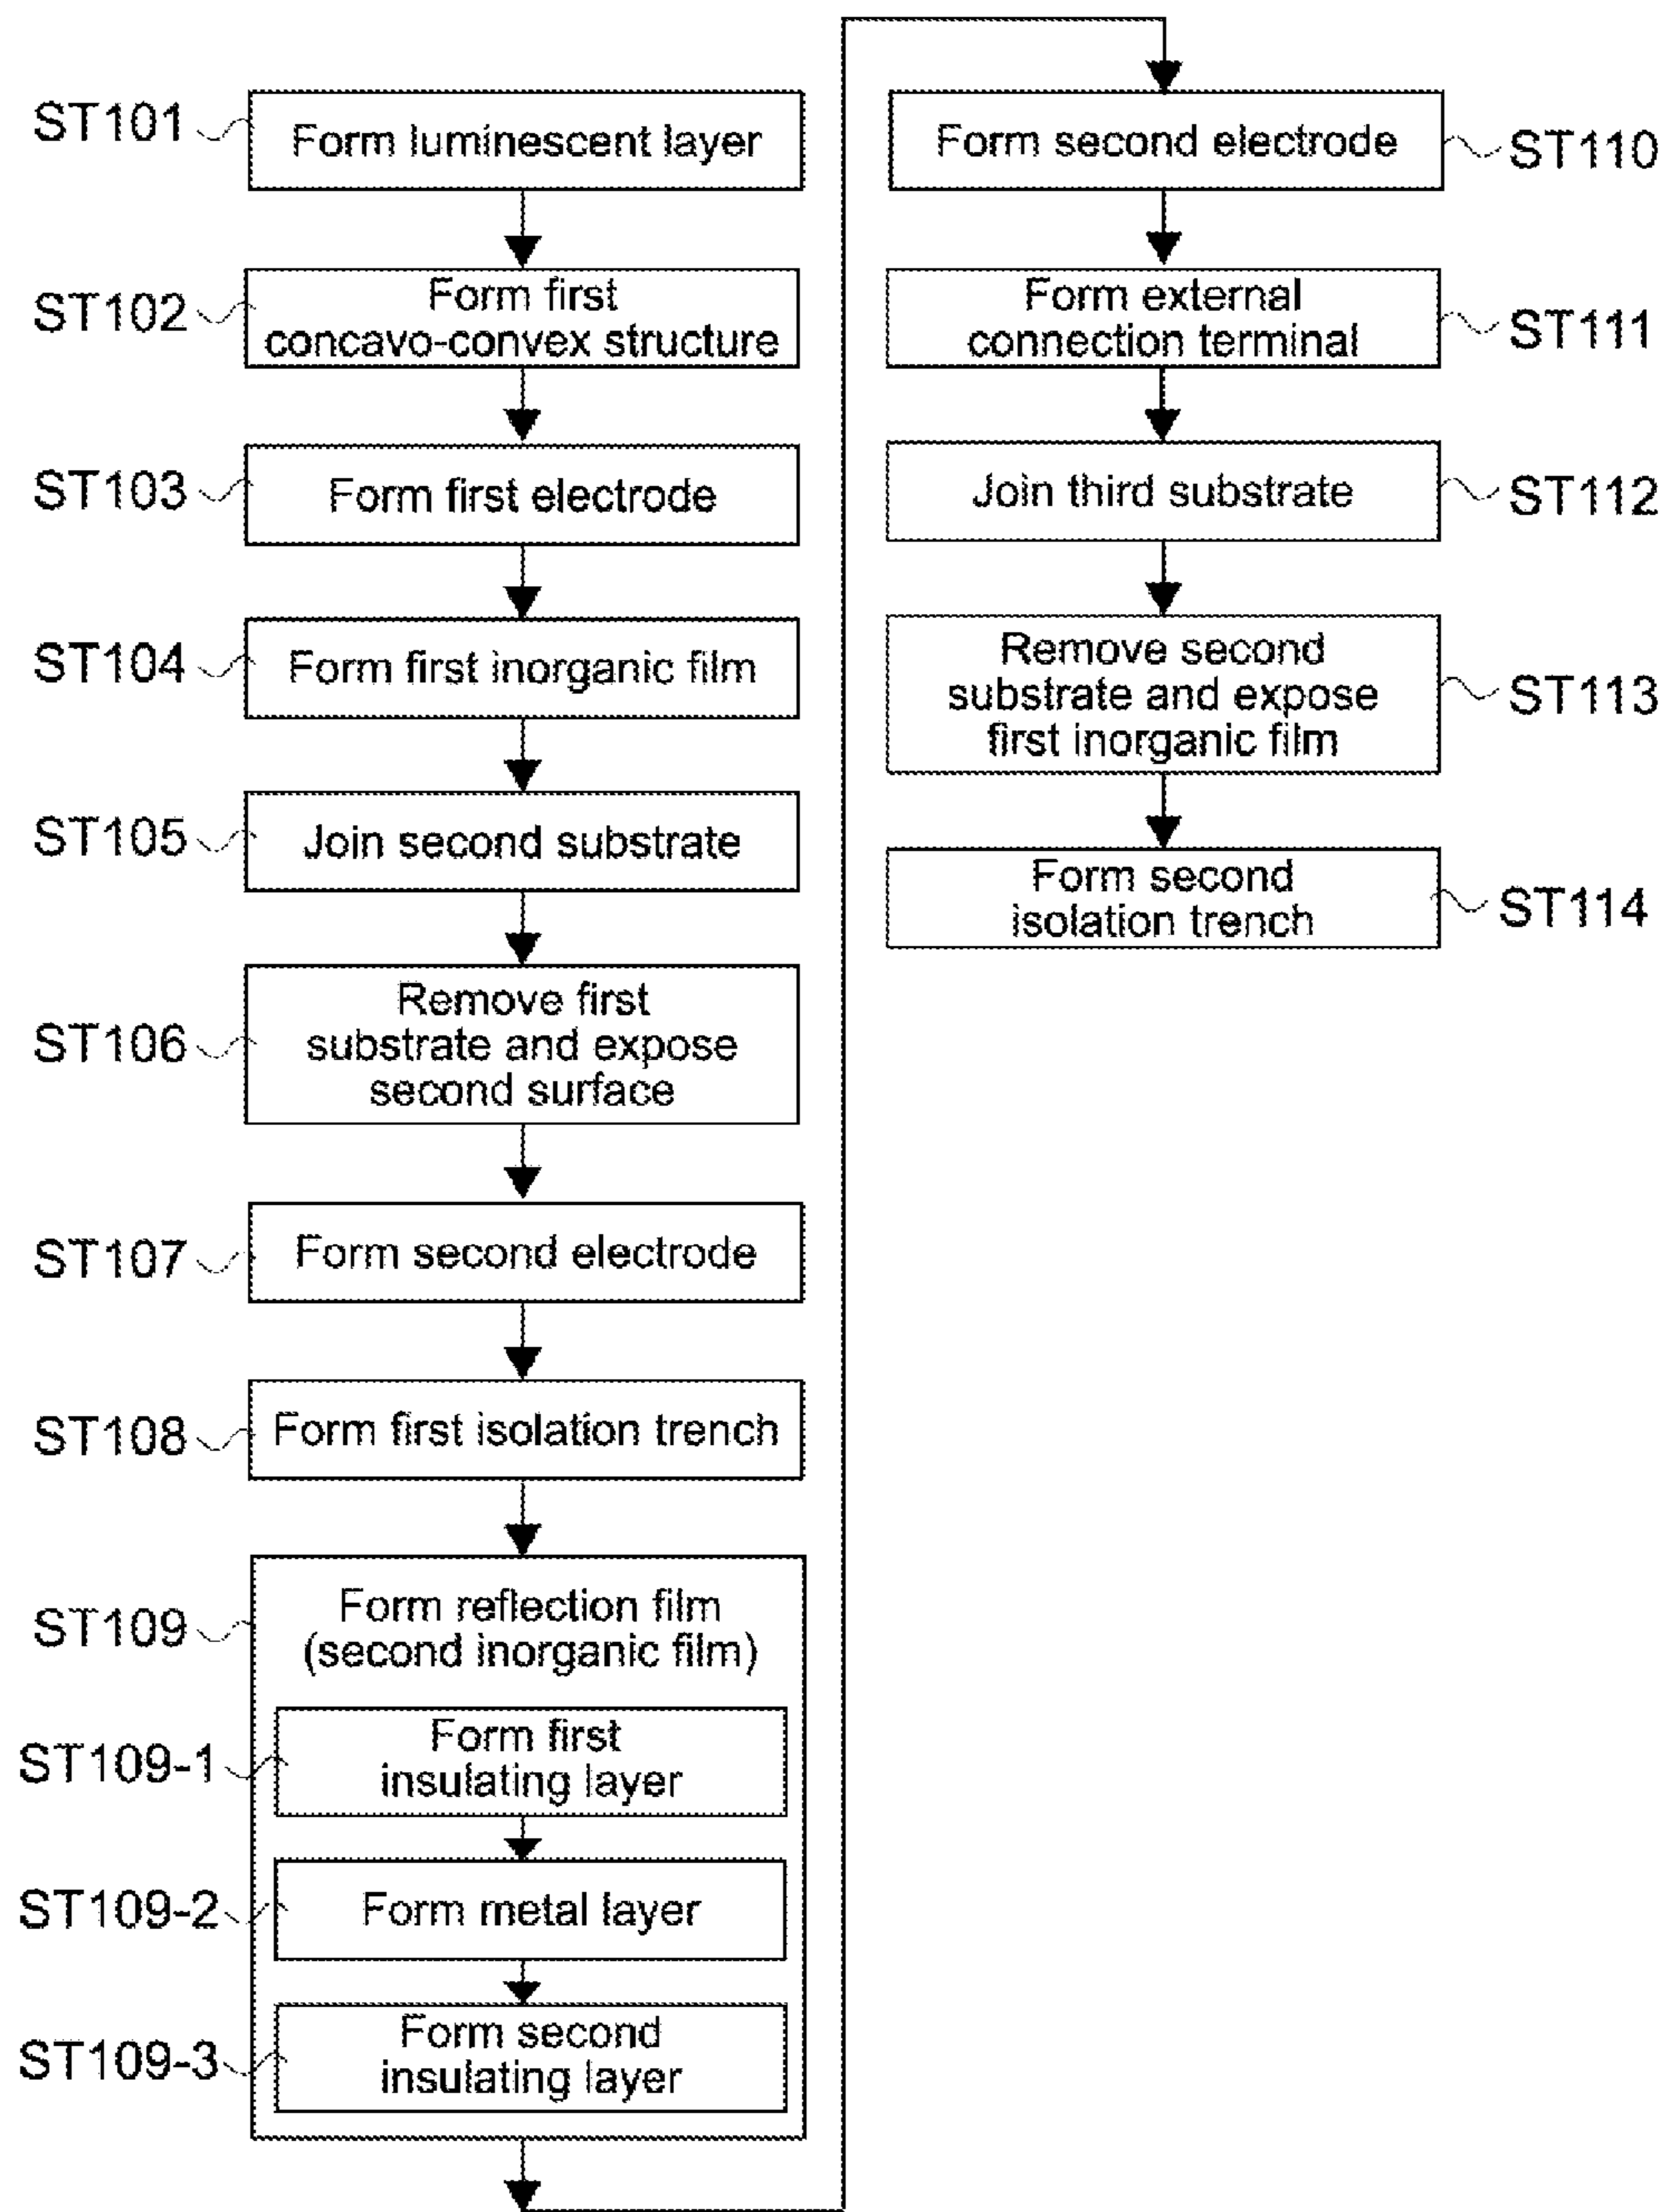 ST101
Form luminescent layer
ST102
Form first
concavo-convex structure
ST103
Form first electrode
ST104
Form first inorganic film
ST105
Join second substrate
ST106
Remove first
substrate and expose
second surface
ST107
Form second electrode
ST108
Form first isolation trench
ST109
Form reflection film
(second inorganic film)
ST109-1
Form first
insulating layer
ST109-2
Form metal layer
ST109-3
Form second
insulating layer
Form second electrode
ST110
Form external
connection terminal
ST111
Join third substrate
ST112
Remove second
substrate and expose
first inorganic film
ST113
Form second
isolation trench
ST114